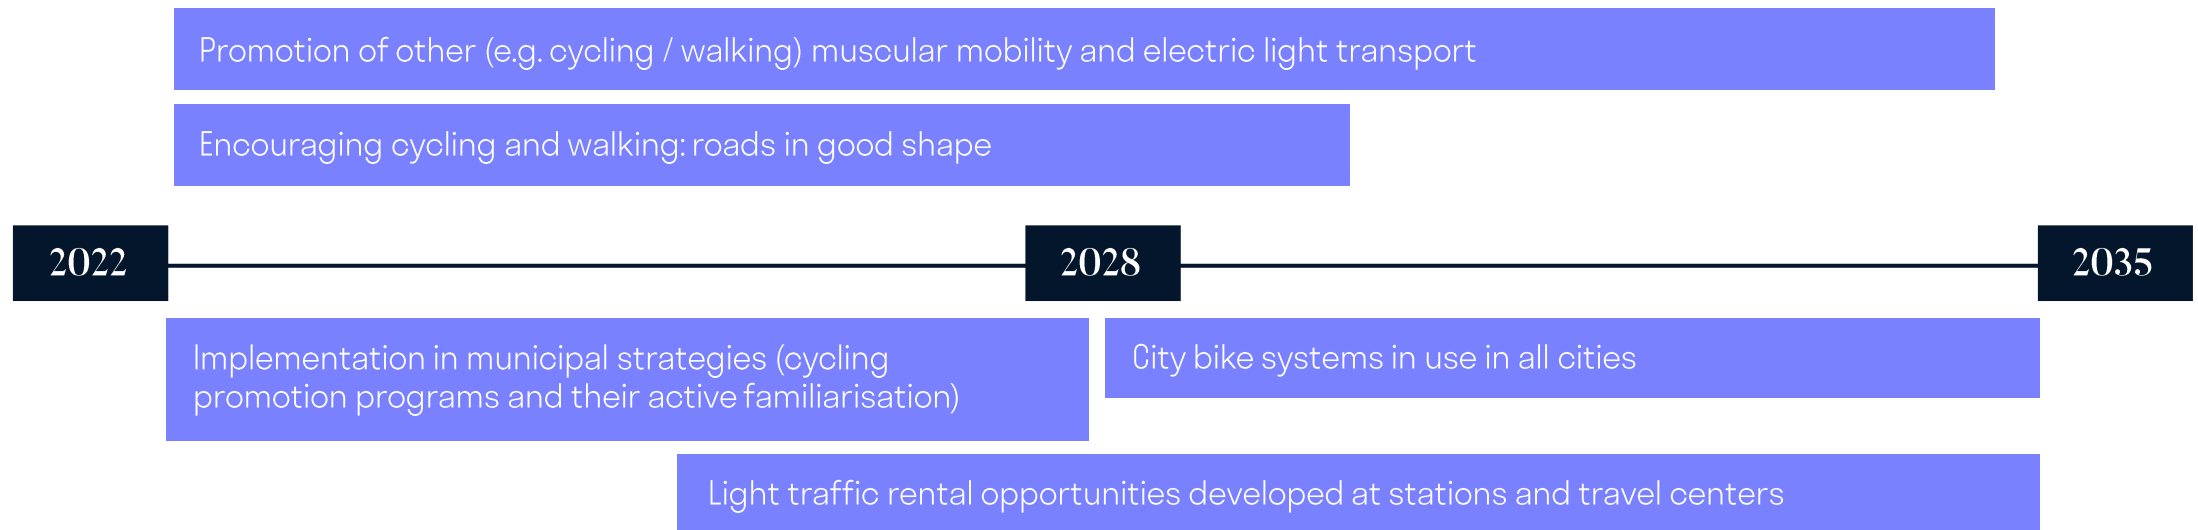 Promotion of other (e.g. cycling / walking) muscular mobility and electric light transport
Encouraging cycling and walking: roads in good shape
2022
2028
2035
Implementation in municipal strategies (cycling
promotion programs and their active familiarisation)
City bike systems in use in all cities
Light traffic rental opportunities developed at stations and travel centers